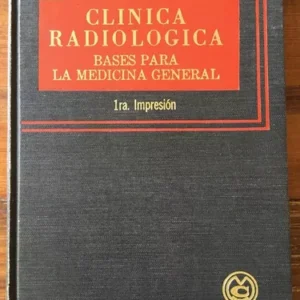 CLINICA
RADIOLOGICA
BASES PARA
LA MEDICINA GENERAL
1ra. Impresión